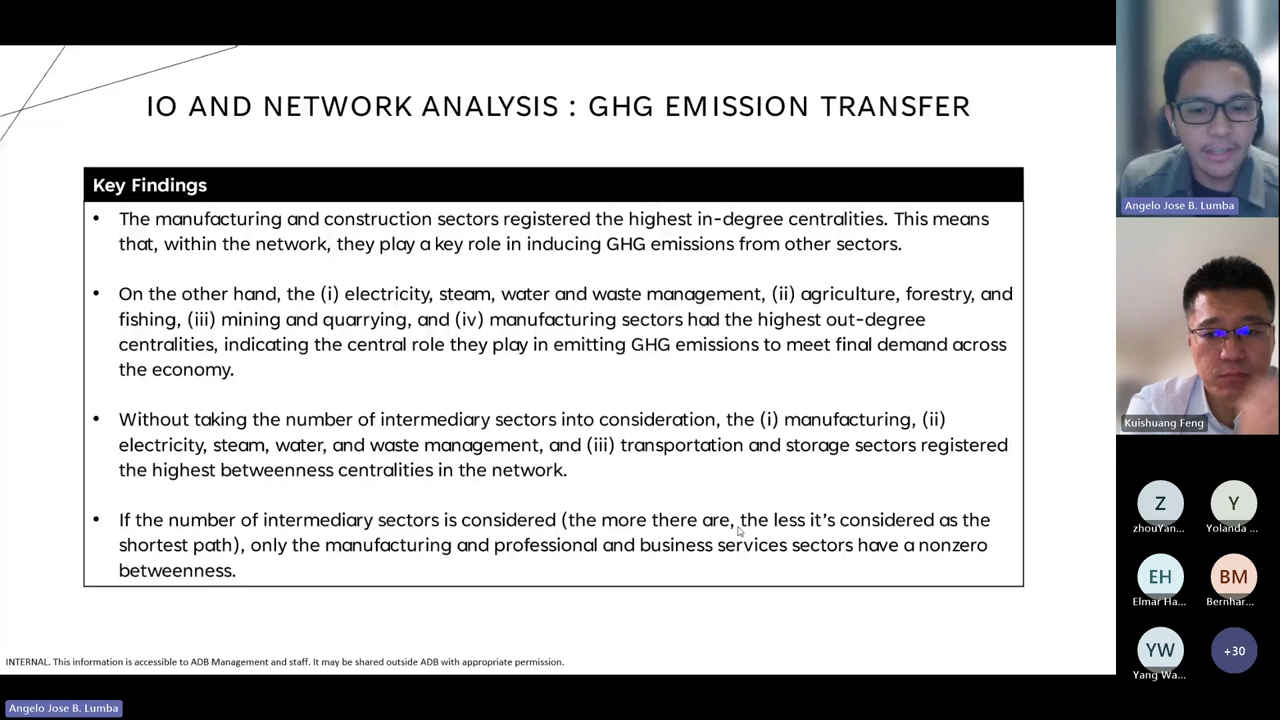 IO AND NETWORK ANALYSIS : GHG EMISSION TRANSFER
Key Findings
• The manufacturing and construction sectors registered the highest in-degree centralities. This means
that, within the network, they play a key role in inducing GHG emissions from other sectors.
• On the other hand, the (i) electricity, steam, water and waste management, (ii) agriculture, forestry, and
fishing, (iii) mining and quarrying, and (iv) manufacturing sectors had the highest out-degree
centralities, indicating the central role they play in emitting GHG emissions to meet final demand across
the economy.
• Without taking the number of intermediary sectors into consideration, the (i) manufacturing, (ii)
electricity, steam, water, and waste management, and (iii) transportation and storage sectors registered
the highest betweenness centralities in the network.
• If the number of intermediary sectors is considered (the more there are, the less it's considered as the
shortest path), only the manufacturing and professional and business services sectors have a nonzero
betweenness.
INTERNAL. This information is accessible to ADB Management and staff. It may be shared outside ADB with appropriate permission.
Angelo Jose B. Lumba
Angelo Jose B. Lumba
Kuishuang Feng
Z
zhouYan...
Y
Yolanda ...
EH
Elmar Ha...
BM
Bernhar...
YW
Yang Wa...
+30